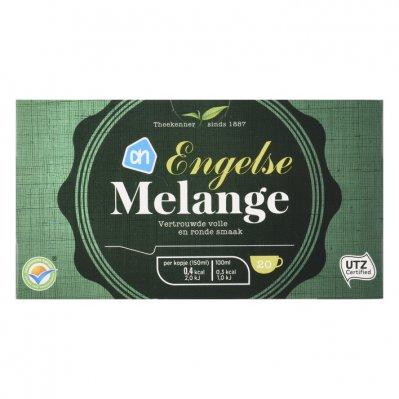 Theekenner sinds 1887
ah
Engelse
Melange
Vertrouwde volle
en ronde smaak
per kopje (150ml) 100ml
0,4 kcal 0,3 kcal
2,0 kJ 1,0 kJ
20
UTZ
Certified